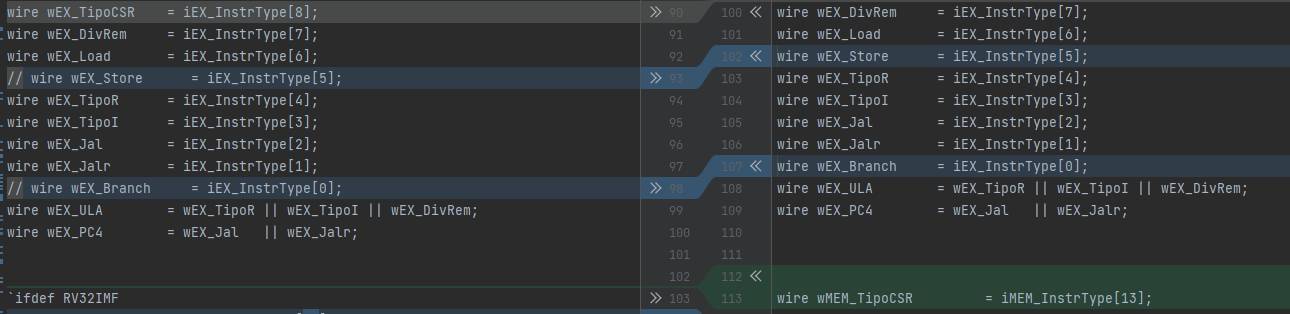 wire wEX_TipoCSR    = iEX_InstrType[8];
wire wEX_DivRem     = iEX_InstrType[7];
wire wEX_Load       = iEX_InstrType[6];
// wire wEX_Store      = iEX_InstrType[5];
wire wEX_TipoR      = iEX_InstrType[4];
wire wEX_TipoI      = iEX_InstrType[3];
wire wEX_Jal        = iEX_InstrType[2];
wire wEX_Jalr       = iEX_InstrType[1];
// wire wEX_Branch     = iEX_InstrType[0];
wire wEX_ULA        = wEX_TipoR || wEX_TipoI || wEX_DivRem;
wire wEX_PC4        = wEX_Jal   || wEX_Jalr;
`ifdef RV32IMF
>> 90 100 <<
91 101
92 102 <<
>> 93 103
94 104
95 105
96 106
97 107 <<
>> 98 108
99 109
100 110
101 111
102 112 <<
>> 103 113
wire wEX_DivRem     = iEX_InstrType[7];
wire wEX_Load       = iEX_InstrType[6];
wire wEX_Store      = iEX_InstrType[5];
wire wEX_TipoR      = iEX_InstrType[4];
wire wEX_TipoI      = iEX_InstrType[3];
wire wEX_Jal        = iEX_InstrType[2];
wire wEX_Jalr       = iEX_InstrType[1];
wire wEX_Branch     = iEX_InstrType[0];
wire wEX_ULA        = wEX_TipoR || wEX_TipoI || wEX_DivRem;
wire wEX_PC4        = wEX_Jal   || wEX_Jalr;
wire wMEM_TipoCSR         = iMEM_InstrType[13];